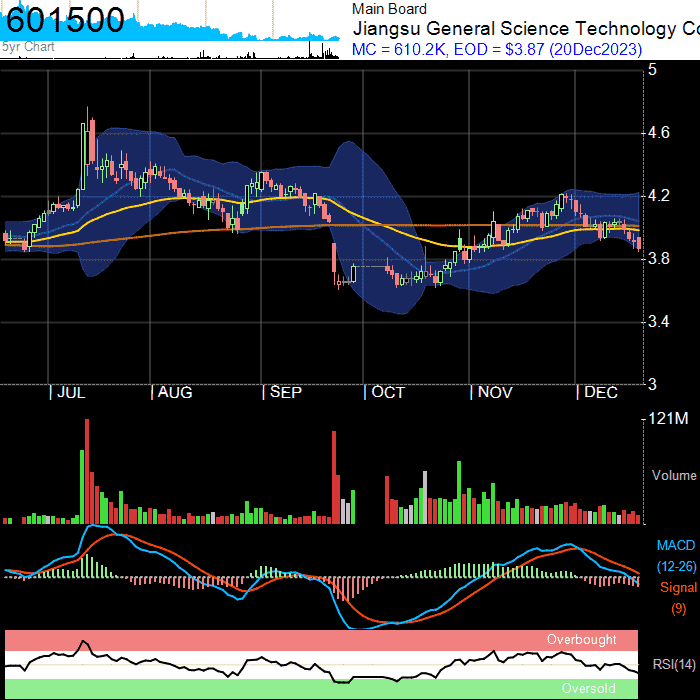 601500
5yr Chart
Main Board
Jiangsu General Science Technology Co
MC = 610.2K, EOD = $3.87 (20Dec2023)
5
4.6
4.2
3.8
3.4
3
JUL AUG SEP OCT NOV DEC
121M
Volume
MACD
(12-26)
Signal
(9)
Overbought
RSI(14)
Oversold